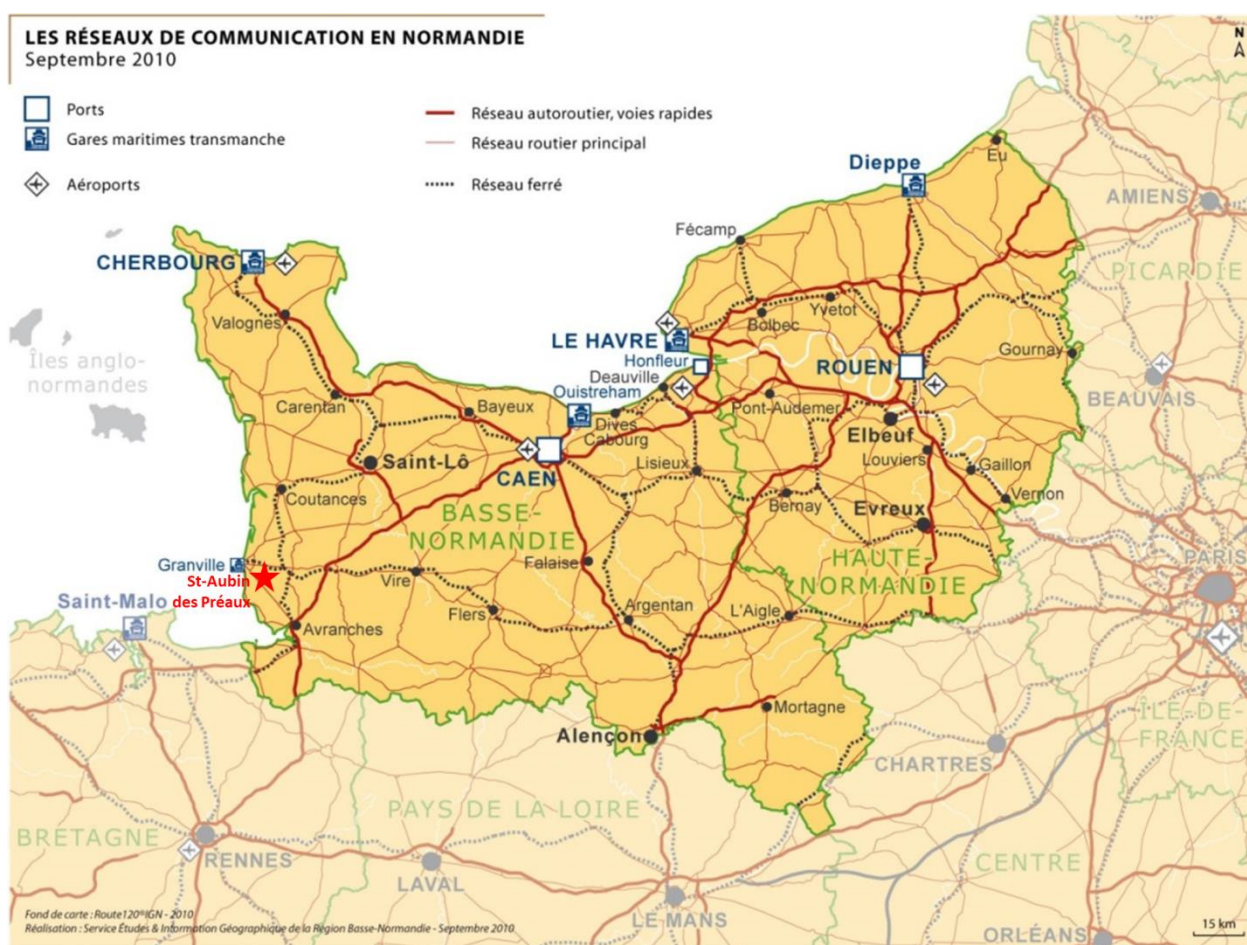 LES RÉSEAUX DE COMMUNICATION EN NORMANDIE
Septembre 2010
N
Ports
Gares maritimes transmanche
Aéroports
Réseau autoroutier, voies rapides
Réseau routier principal
Réseau ferré
Eu
Dieppe
AMIENS
Fécamp
CHERBOURG
PICARDIE
Valognes
Yvetot
Bolbec
LE HAVRE
Îles anglo-
normandes
Honfleur
Gournay
ROUEN
Deauville
Ouistreham
BEAUVAIS
Carentan
Bayeux
Pont-Audemer
Dives
Cabourg
Elbeuf
Saint-Lô
Lisieux
Louviers
Gaillon
CAEN
Coutances
Vernon
Bernay
Evreux
BASSE-
NORMANDIE
HAUTE-
NORMANDIE
PARIS
Granville
Falaise
St-Aubin
des Préaux
Vire
Saint-Malo
Flers
Argentan
L'Aigle
Avranches
Mortagne
ÎLE-DE-
FRANCE
Alençon
CHARTRES
PAYS DE LA LOIRE
BRETAGNE
RENNES
CENTRE
LAVAL
LE MANS
ORLÉANS
Fond de carte : Route120®IGN - 2010
Réalisation : Service Études & Information Géographique de la Région Basse-Normandie - Septembre 2010
15 km